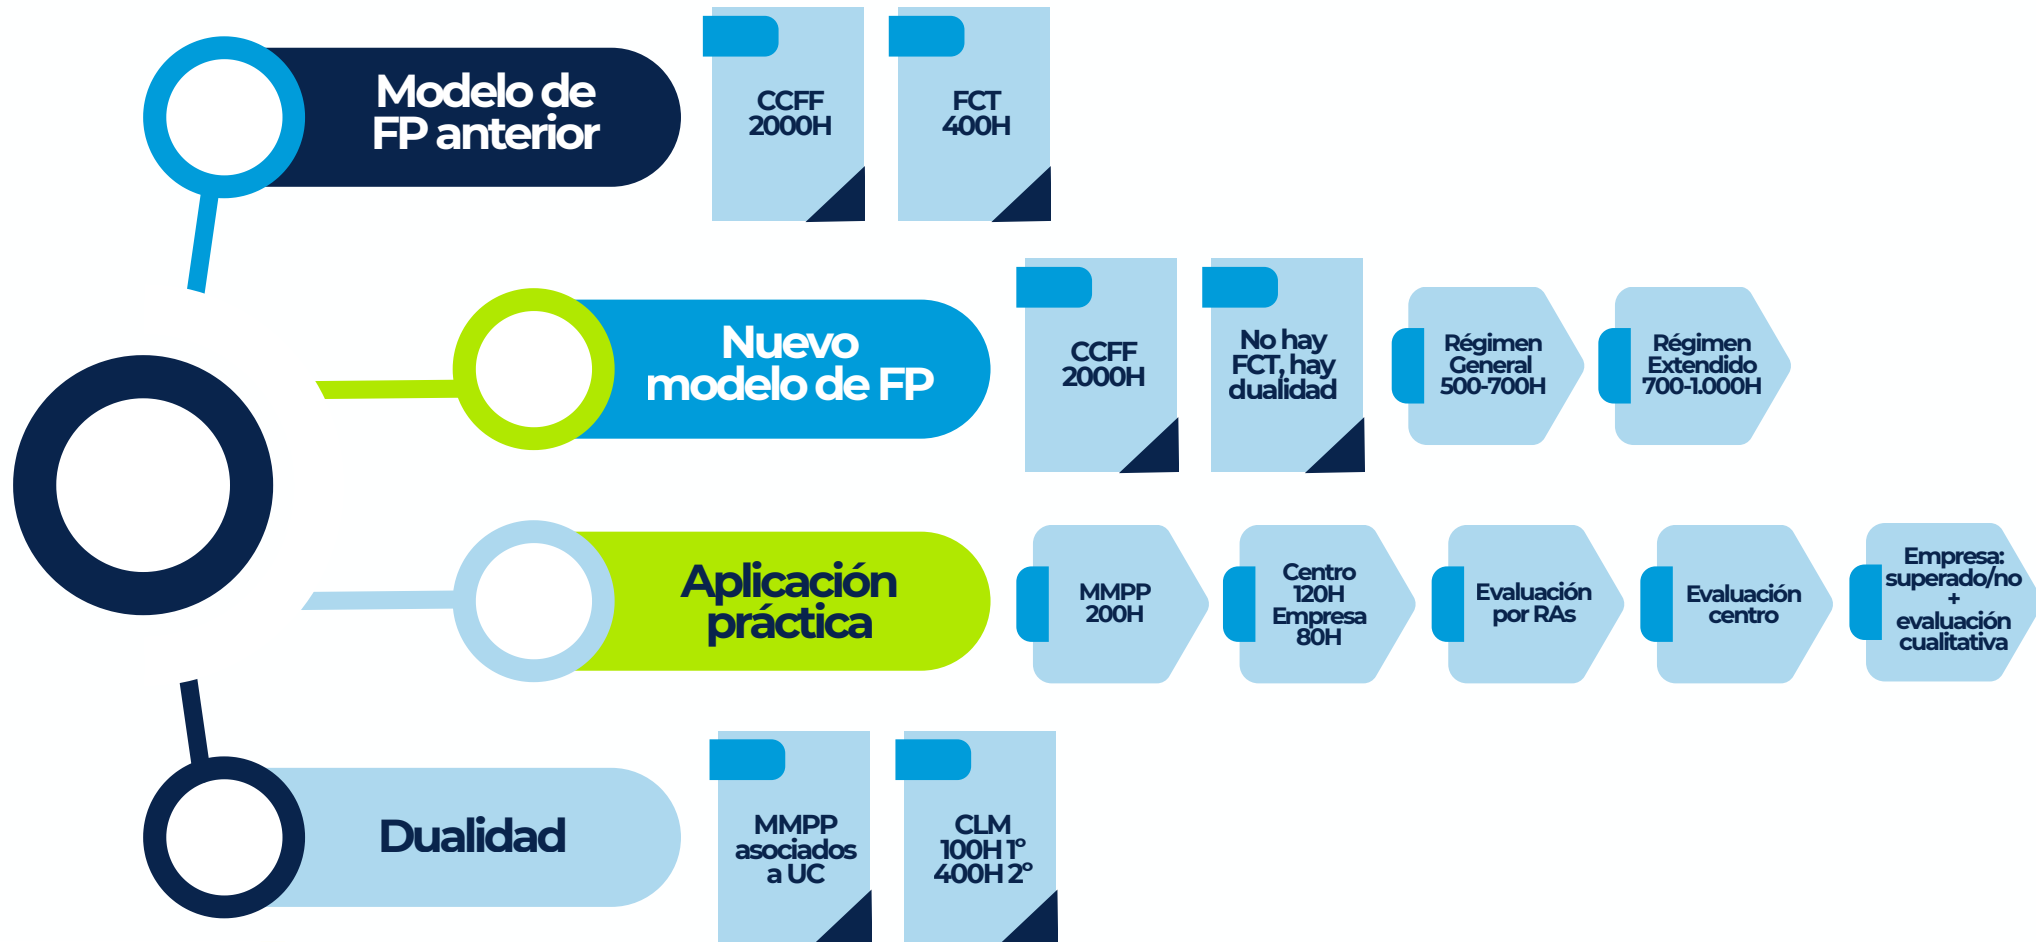 Modelo de
FP anterior
CCFF
2000H
FCT
400H
Nuevo
modelo de FP
CCFF
2000H
No hay
FCT, hay
dualidad
Régimen
General
500-700H
Régimen
Extendido
700-1.000H
Aplicación
práctica
MMPP
200H
Centro
120H
Empresa
80H
Evaluación
por RAs
Evaluación
centro
Empresa:
superado/no
+
evaluación
cualitativa
Dualidad
MMPP
asociados
a UC
CLM
100H 1º
400H 2º